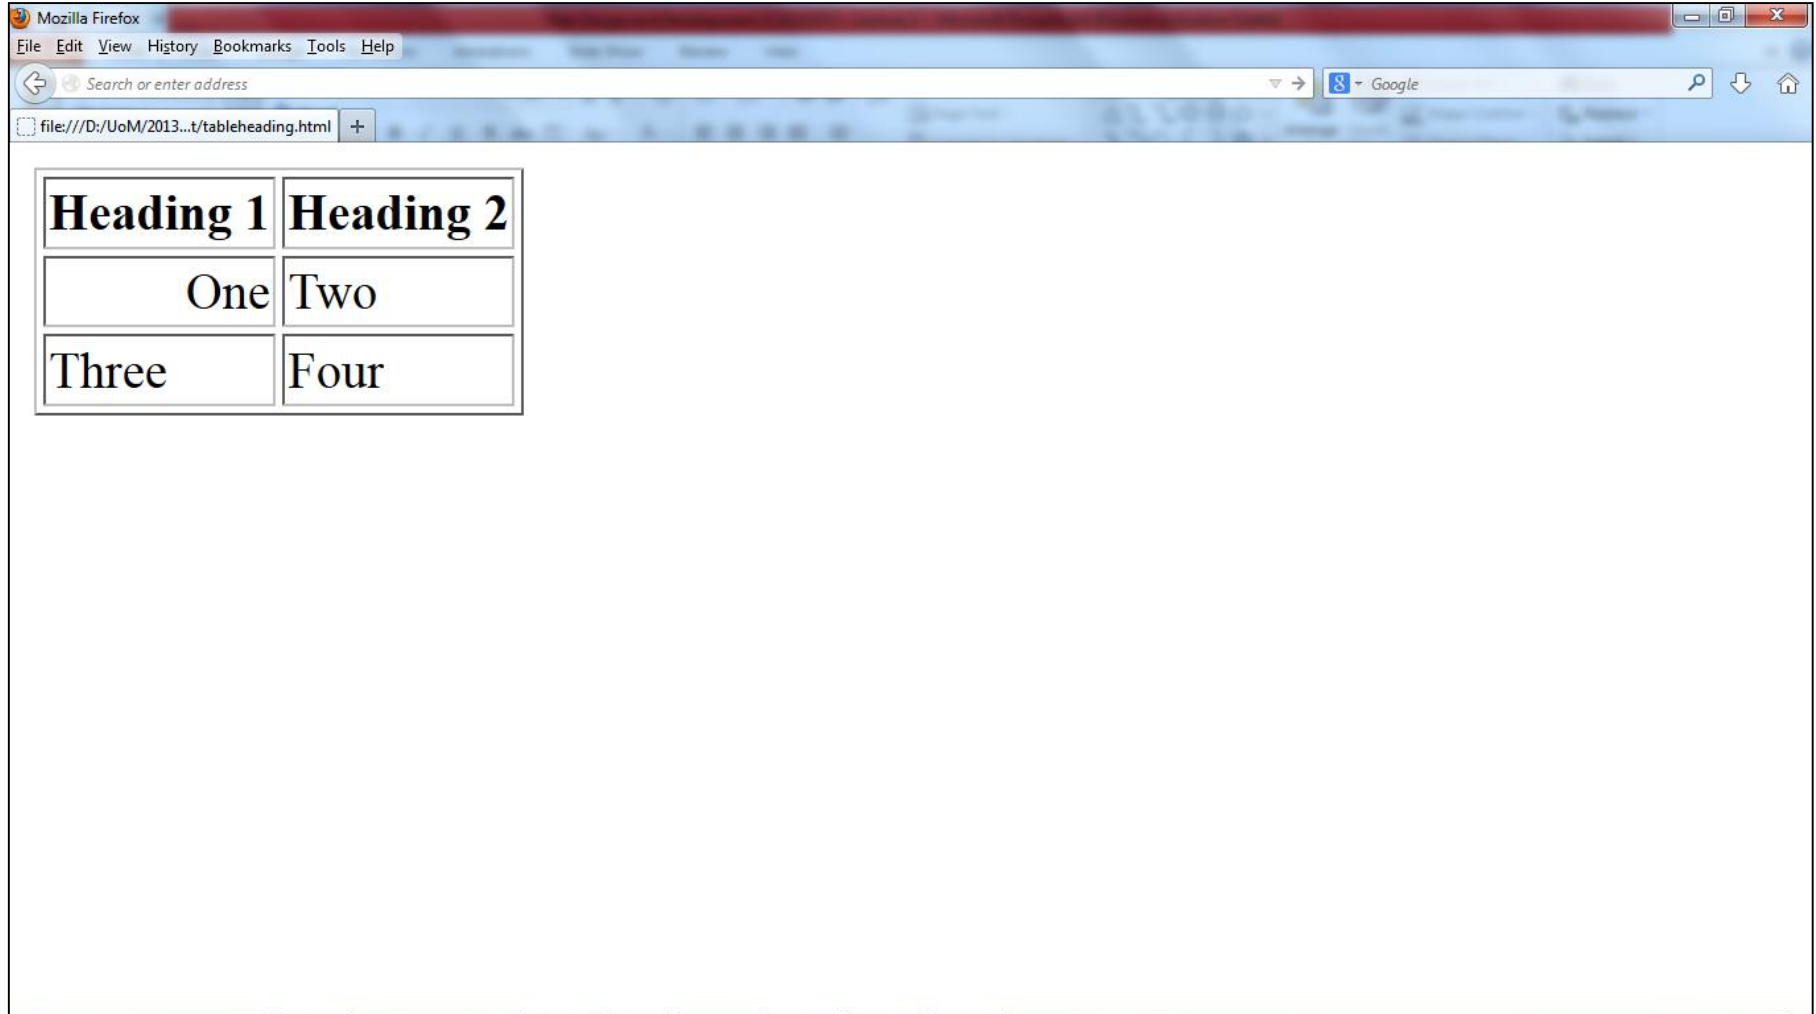 Mozilla Firefox
File Edit View History Bookmarks Tools Help
Search or enter address
8 Google
file:///D:/UoM/2013...t/tableheading.html +
Heading 1 Heading 2
One Two
Three Four